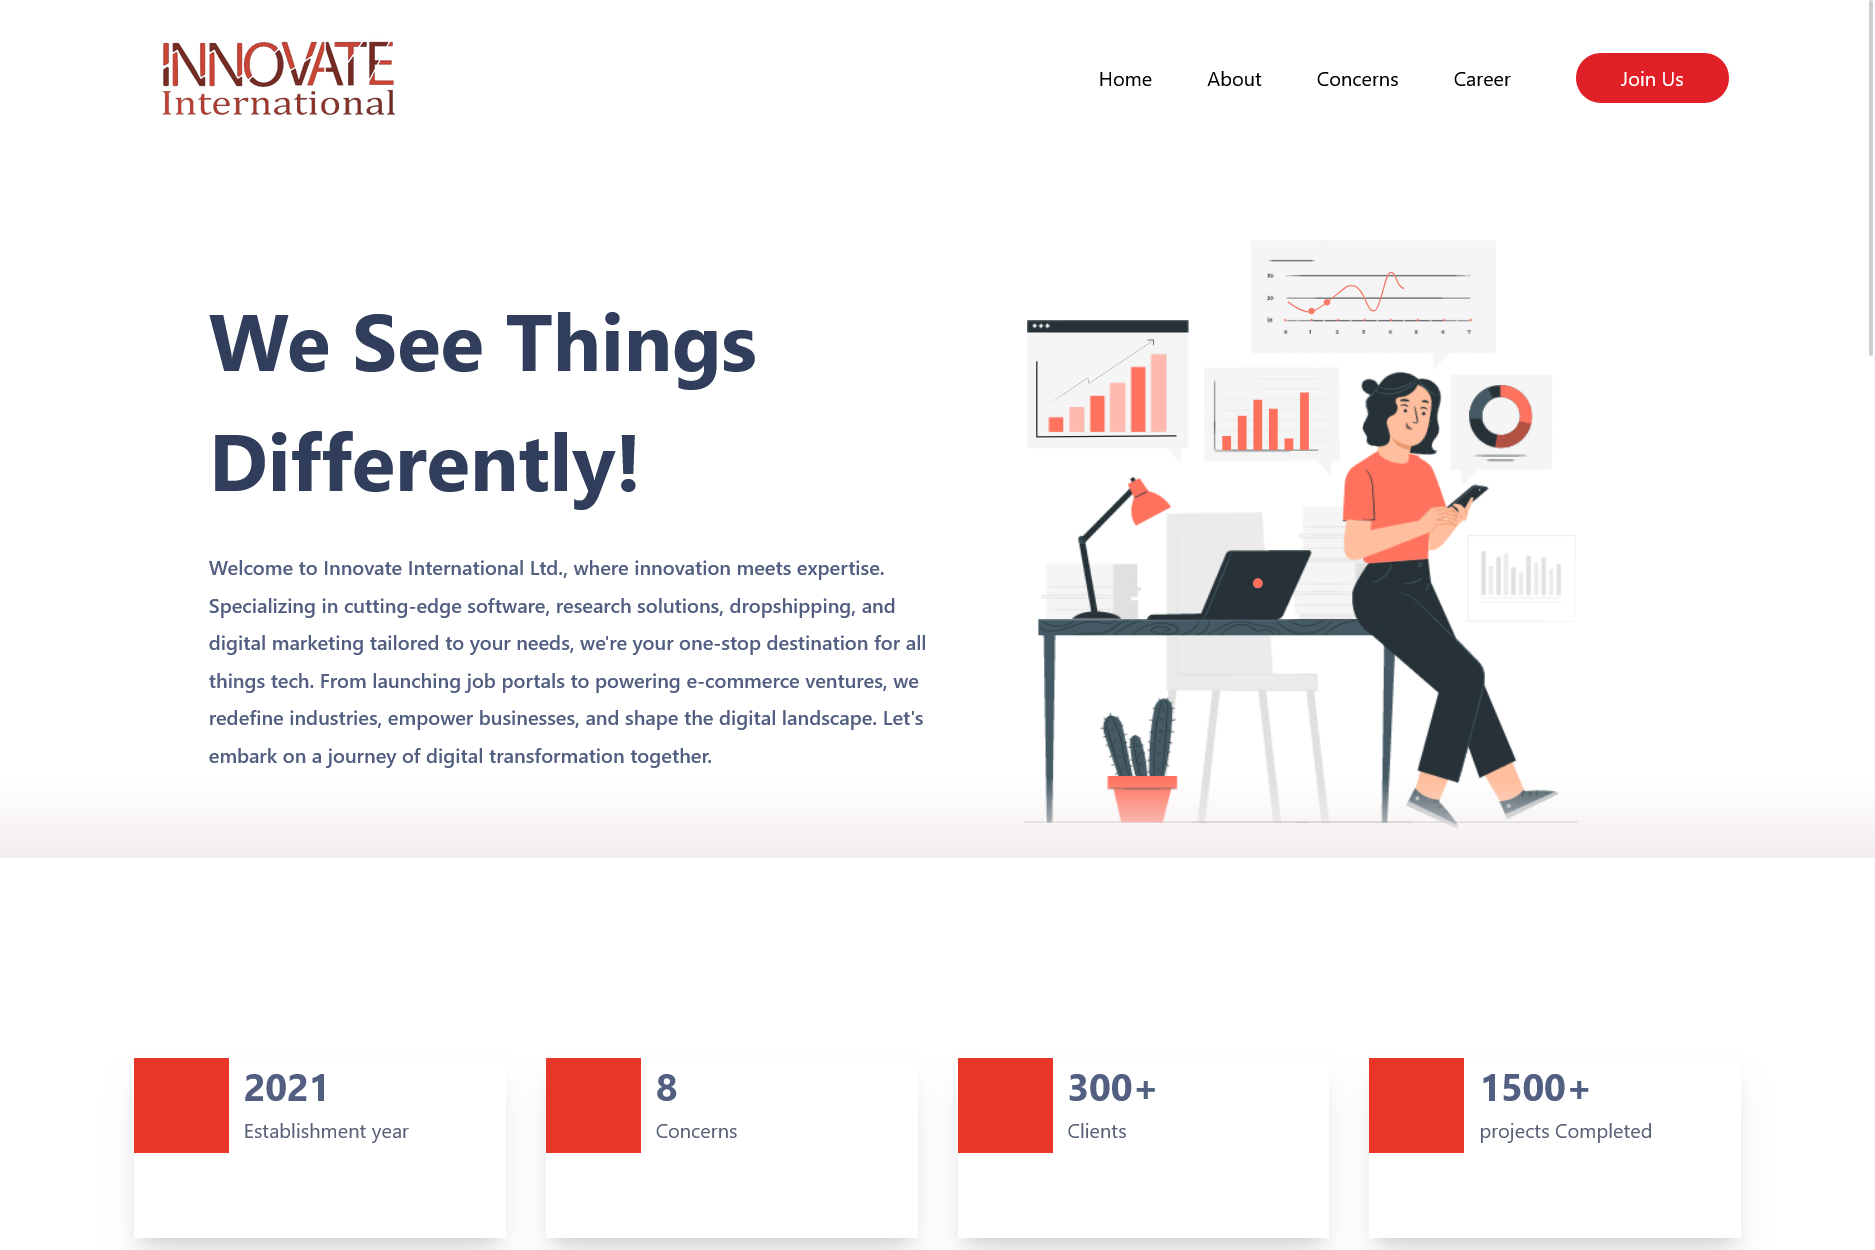 INNOVATE
International
Home
About
Concerns
Career
Join Us
We See Things
Differently!
Welcome to Innovate International Ltd., where innovation meets expertise.
Specializing in cutting-edge software, research solutions, dropshipping, and
digital marketing tailored to your needs, we're your one-stop destination for all
things tech. From launching job portals to powering e-commerce ventures, we
redefine industries, empower businesses, and shape the digital landscape. Let's
embark on a journey of digital transformation together.
2021
Establishment year
8
Concerns
300+
Clients
1500+
projects Completed